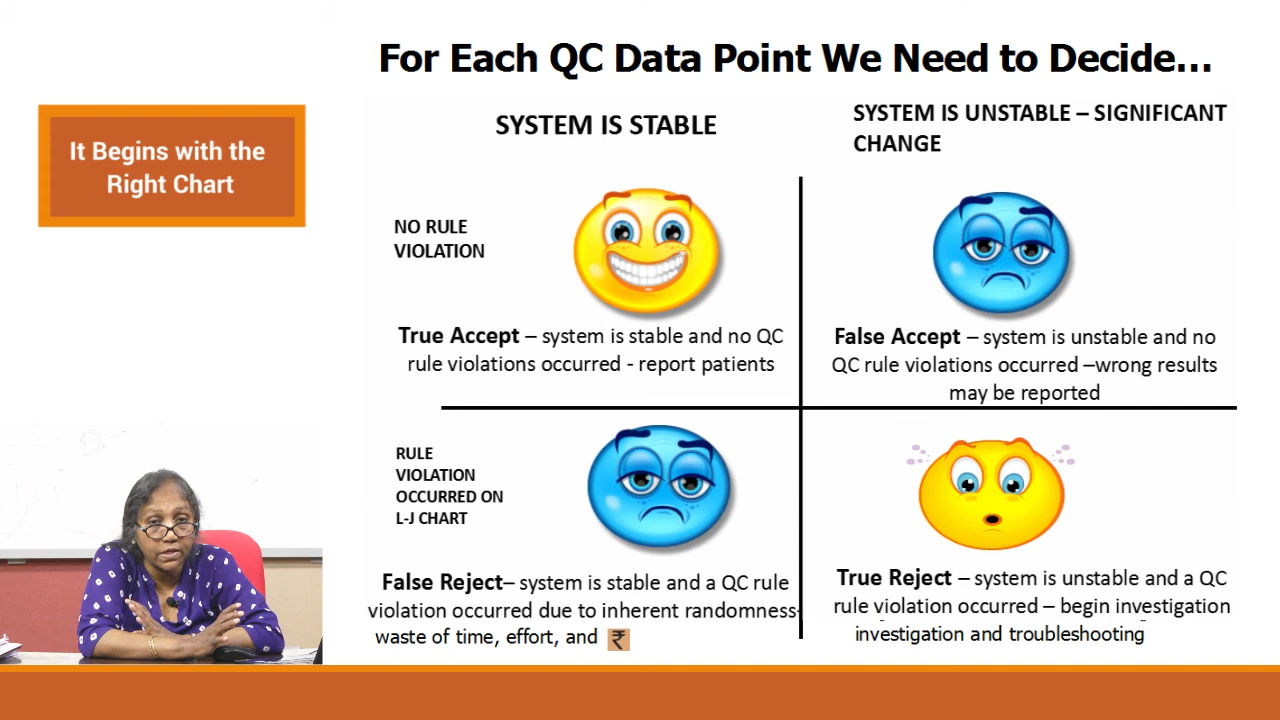 For Each QC Data Point We Need to Decide...
It Begins with the
Right Chart
SYSTEM IS STABLE
SYSTEM IS UNSTABLE – SIGNIFICANT
CHANGE
NO RULE
VIOLATION
True Accept – system is stable and no QC
rule violations occurred - report patients
False Accept – system is unstable and no
QC rule violations occurred –wrong results
may be reported
RULE
VIOLATION
OCCURRED ON
L-J CHART
False Reject– system is stable and a QC rule
violation occurred due to inherent randomness-
waste of time, effort, and ₹
True Reject – system is unstable and a QC
rule violation occurred – begin investigation
investigation and troubleshooting